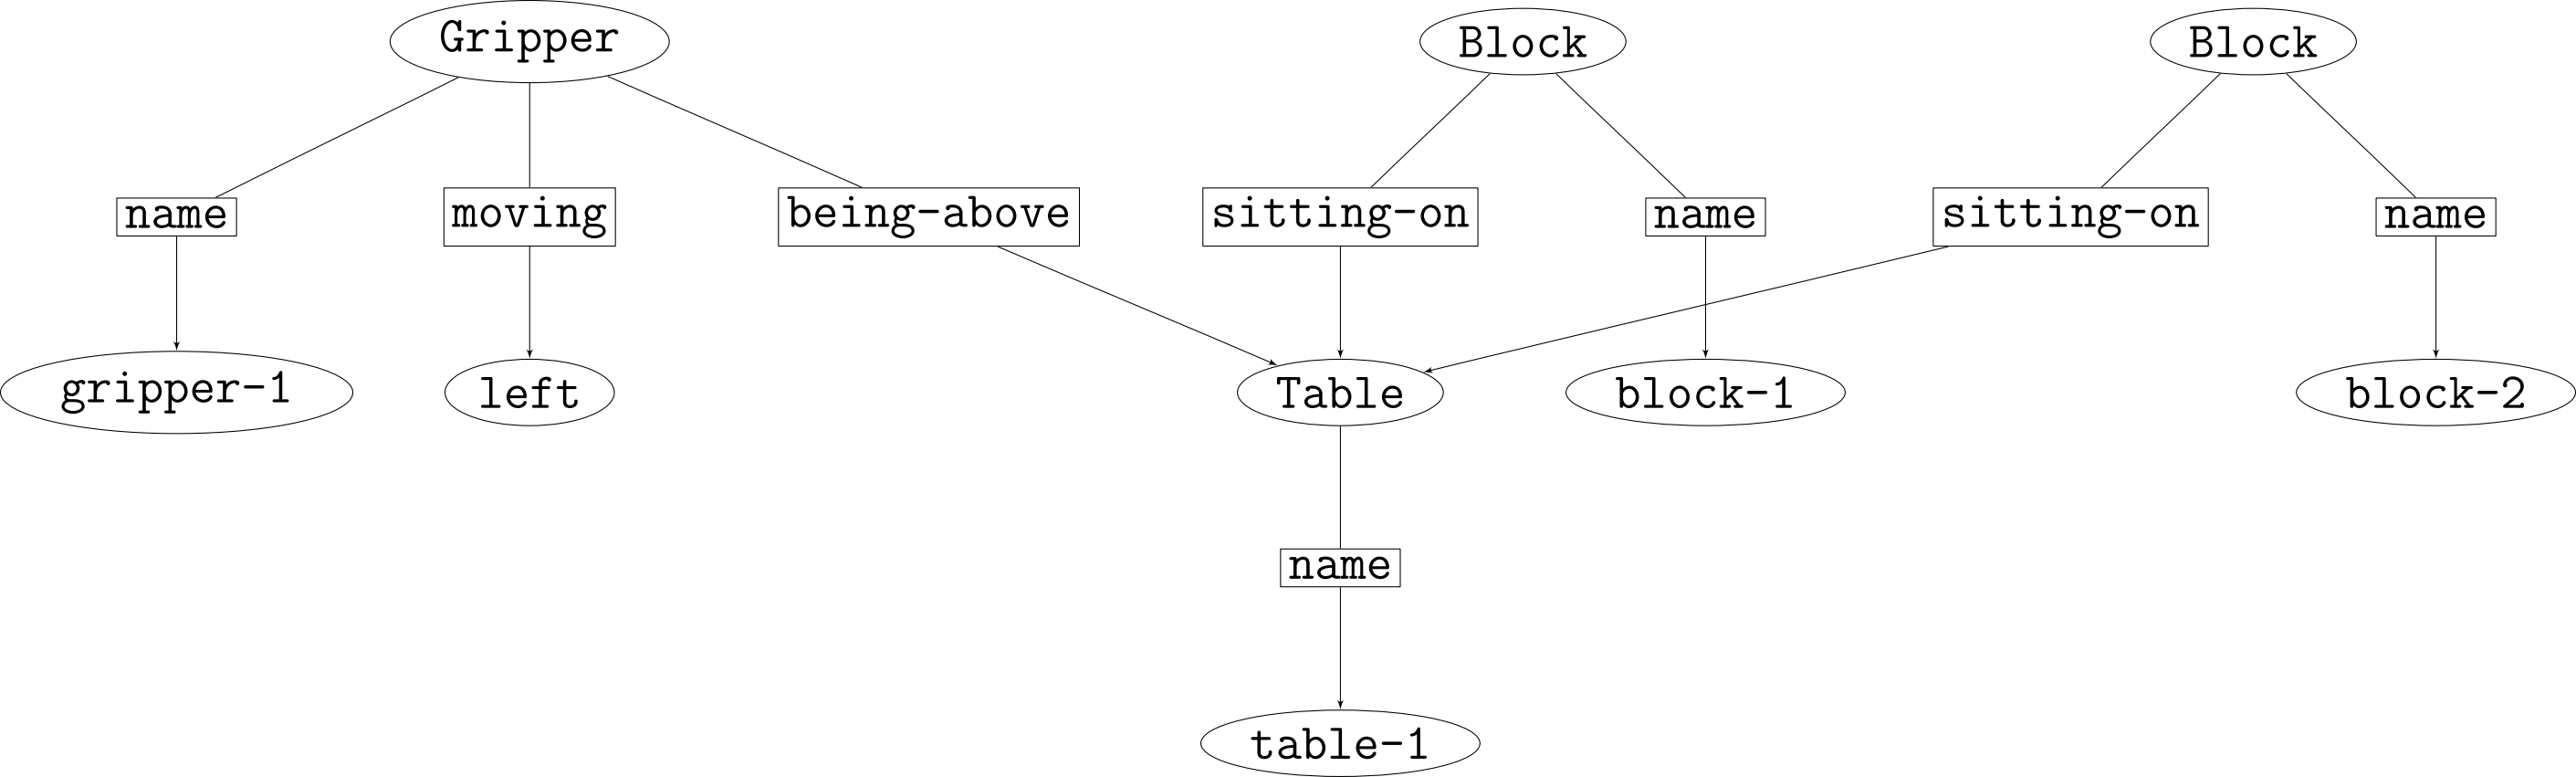 Gripper
Block
Block
name
moving
being-above
sitting-on
name
sitting-on
name
gripper-1
left
Table
block-1
block-2
name
table-1